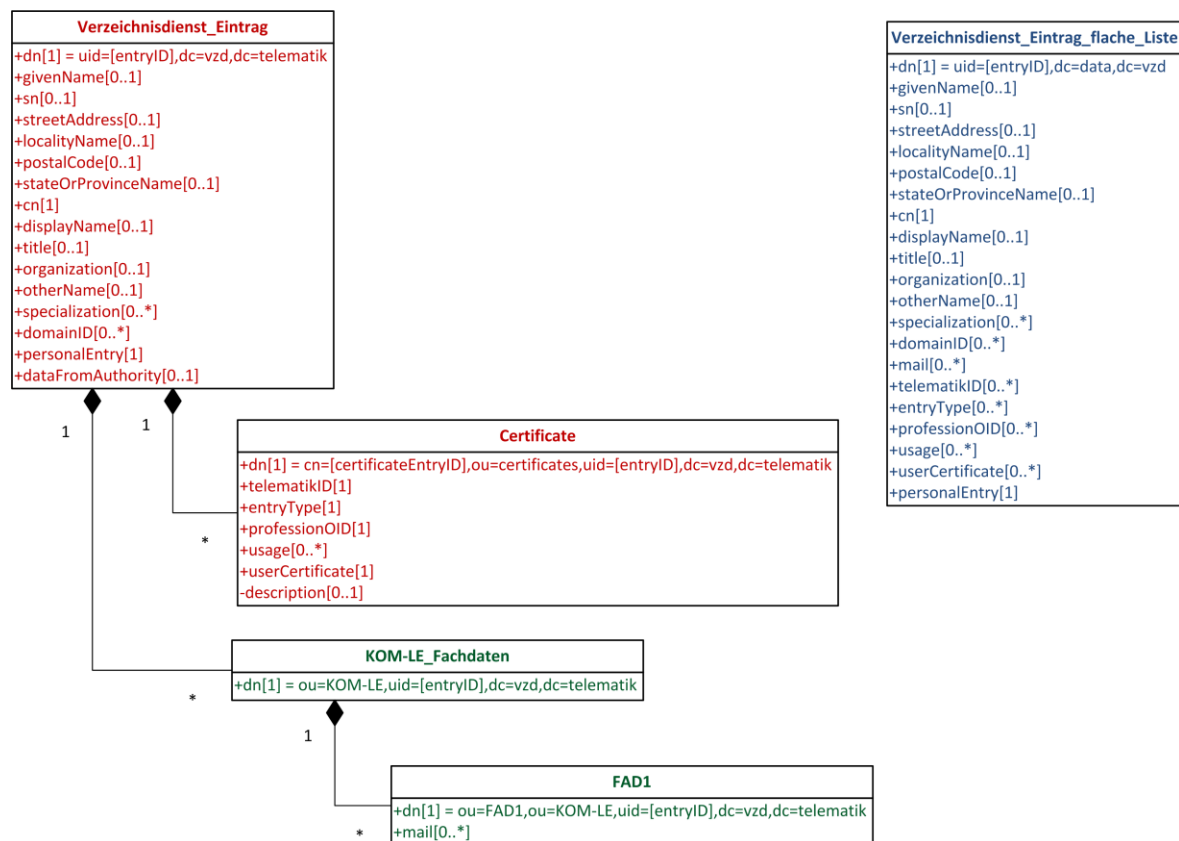 Verzeichnisdienst_Eintrag
+dn[1] = uid=[entryID],dc=vzd,dc=telematik
+givenName[0..1]
+sn[0..1]
+streetAddress[0..1]
+localityName[0..1]
+postalCode[0..1]
+stateOrProvinceName[0..1]
+cn[1]
+displayName[0..1]
+title[0..1]
+organization[0..1]
+otherName[0..1]
+specialization[0..*]
+domainID[0..*]
+personalEntry[1]
+dataFromAuthority[0..1]
Verzeichnisdienst_Eintrag_flache_Liste
+dn[1] = uid=[entryID],dc=data,dc=vzd
+givenName[0..1]
+sn[0..1]
+streetAddress[0..1]
+localityName[0..1]
+postalCode[0..1]
+stateOrProvinceName[0..1]
+cn[1]
+displayName[0..1]
+title[0..1]
+organization[0..1]
+otherName[0..1]
+specialization[0..*]
+domainID[0..*]
+mail[0..*]
+telematikID[0..*]
+entryType[0..*]
+professionOID[0..*]
+usage[0..*]
+userCertificate[0..*]
+personalEntry[1]
1
1
Certificate
+dn[1] = cn=[certificateEntryID],ou=certificates,uid=[entryID],dc=vzd,dc=telematik
+telematikID[1]
+entryType[1]
+professionOID[1]
+usage[0..*]
+userCertificate[1]
-description[0..1]
*
KOM-LE_Fachdaten
+dn[1] = ou=KOM-LE,uid=[entryID],dc=vzd,dc=telematik
*
1
FAD1
+dn[1] = ou=FAD1,ou=KOM-LE,uid=[entryID],dc=vzd,dc=telematik
+mail[0..*]
*